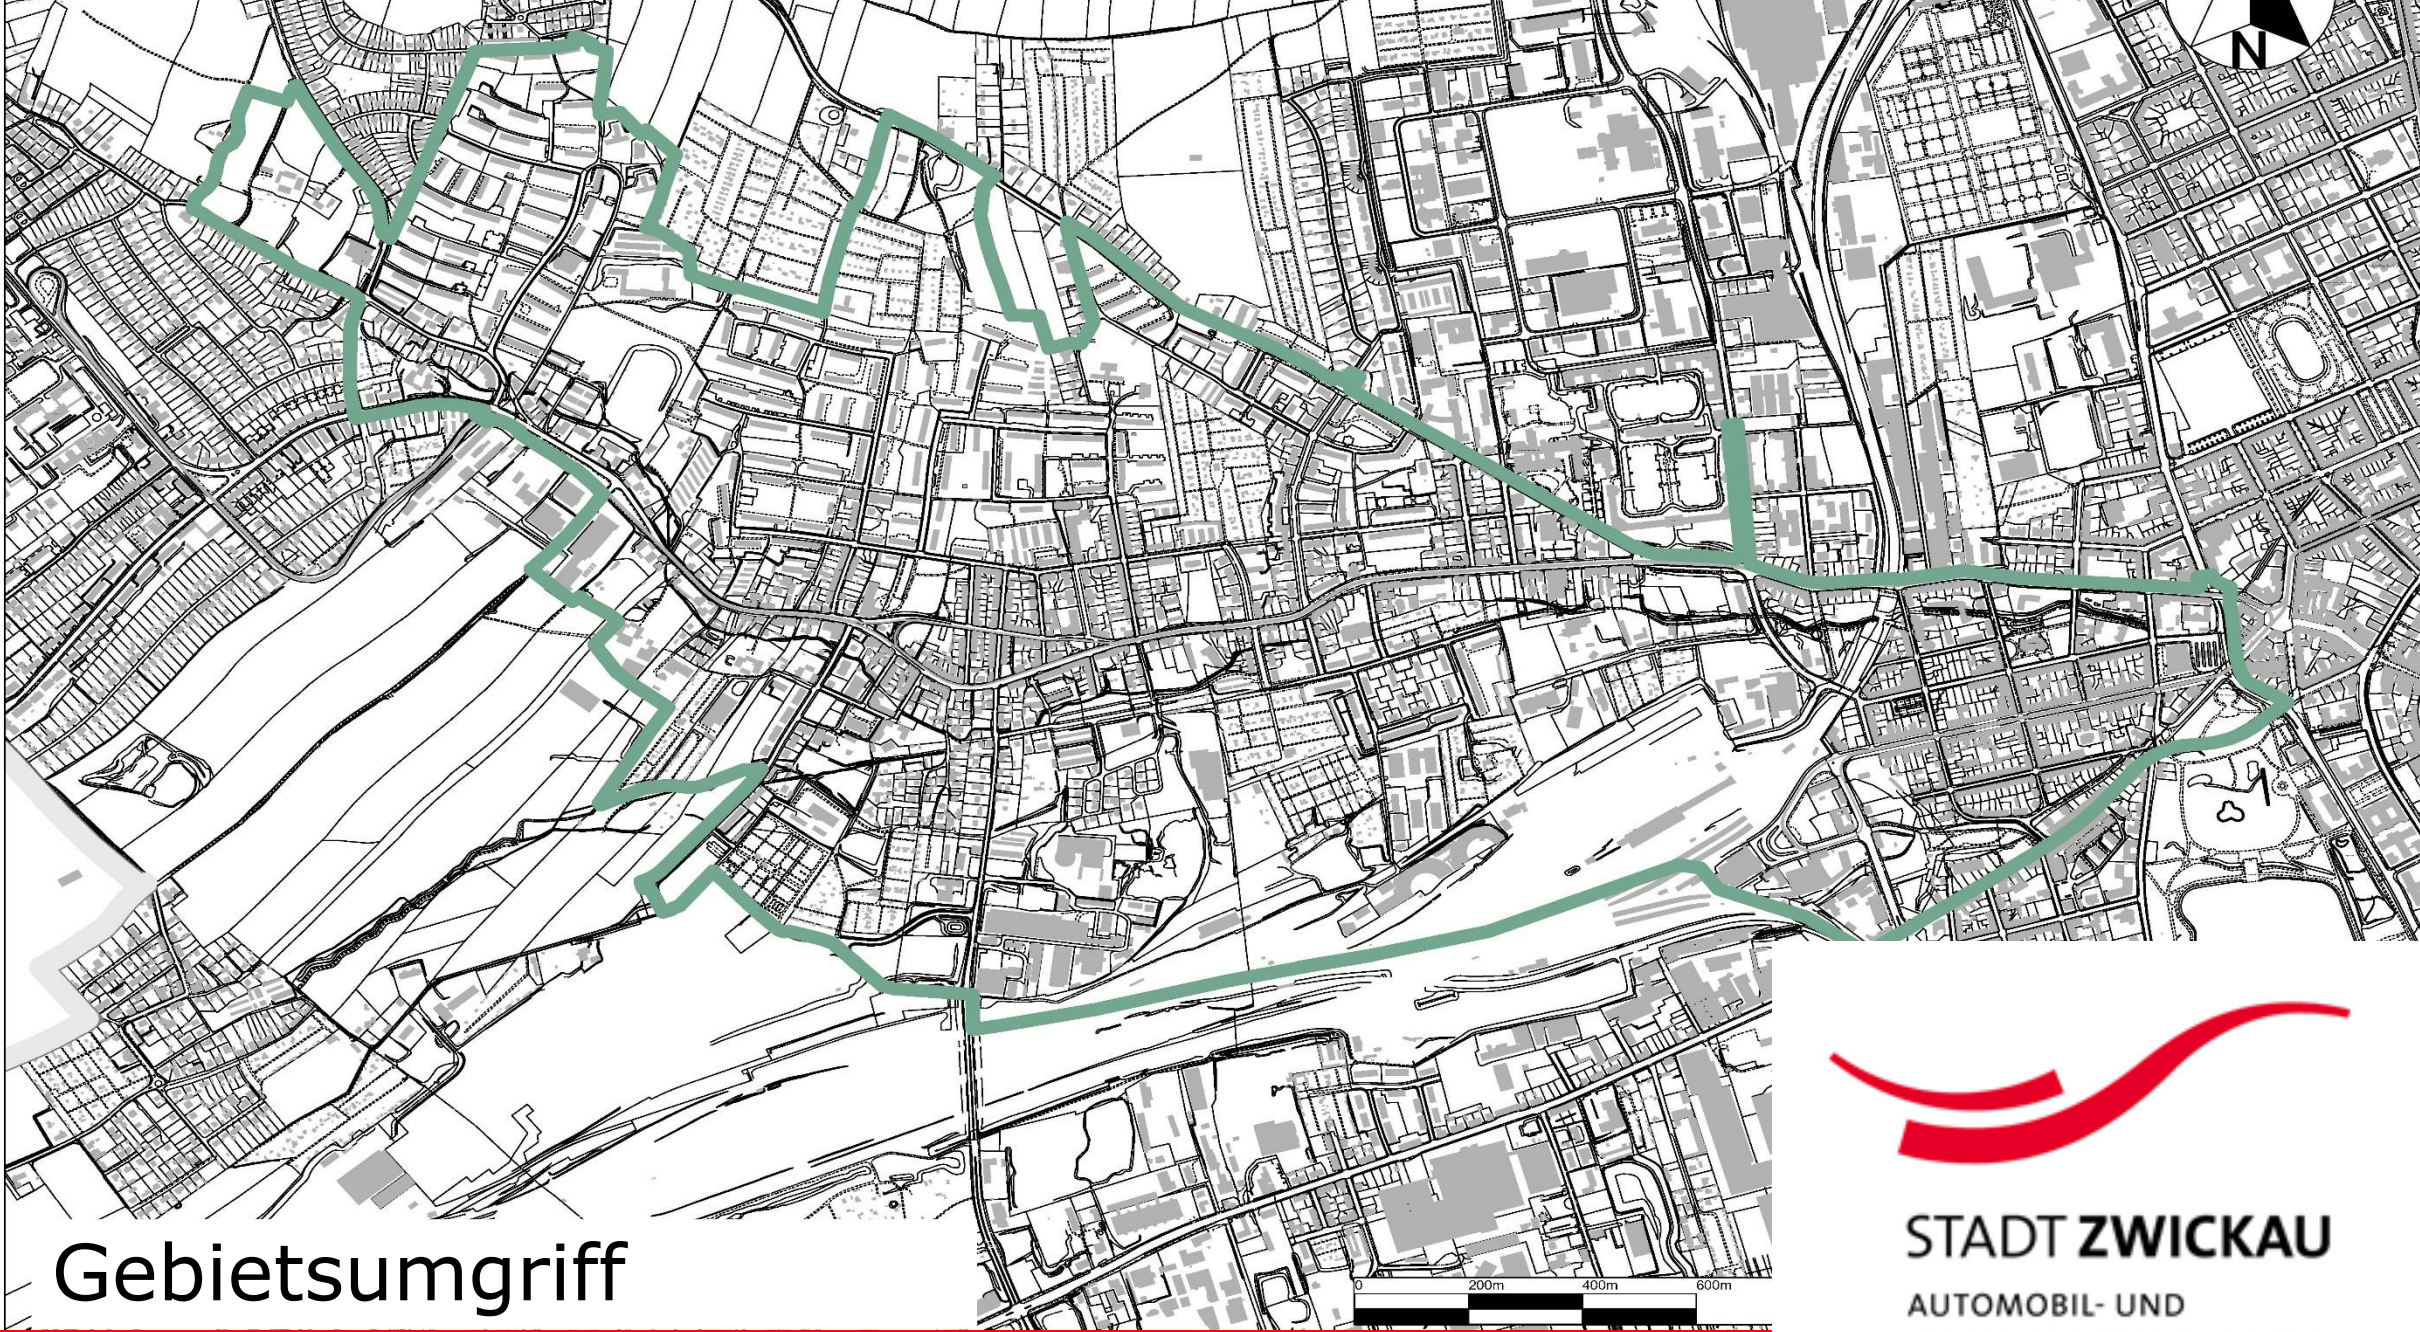 N
Gebietsumgriff
0 200m 400m 600m
STADT ZWICKAU
AUTOMOBIL- UND